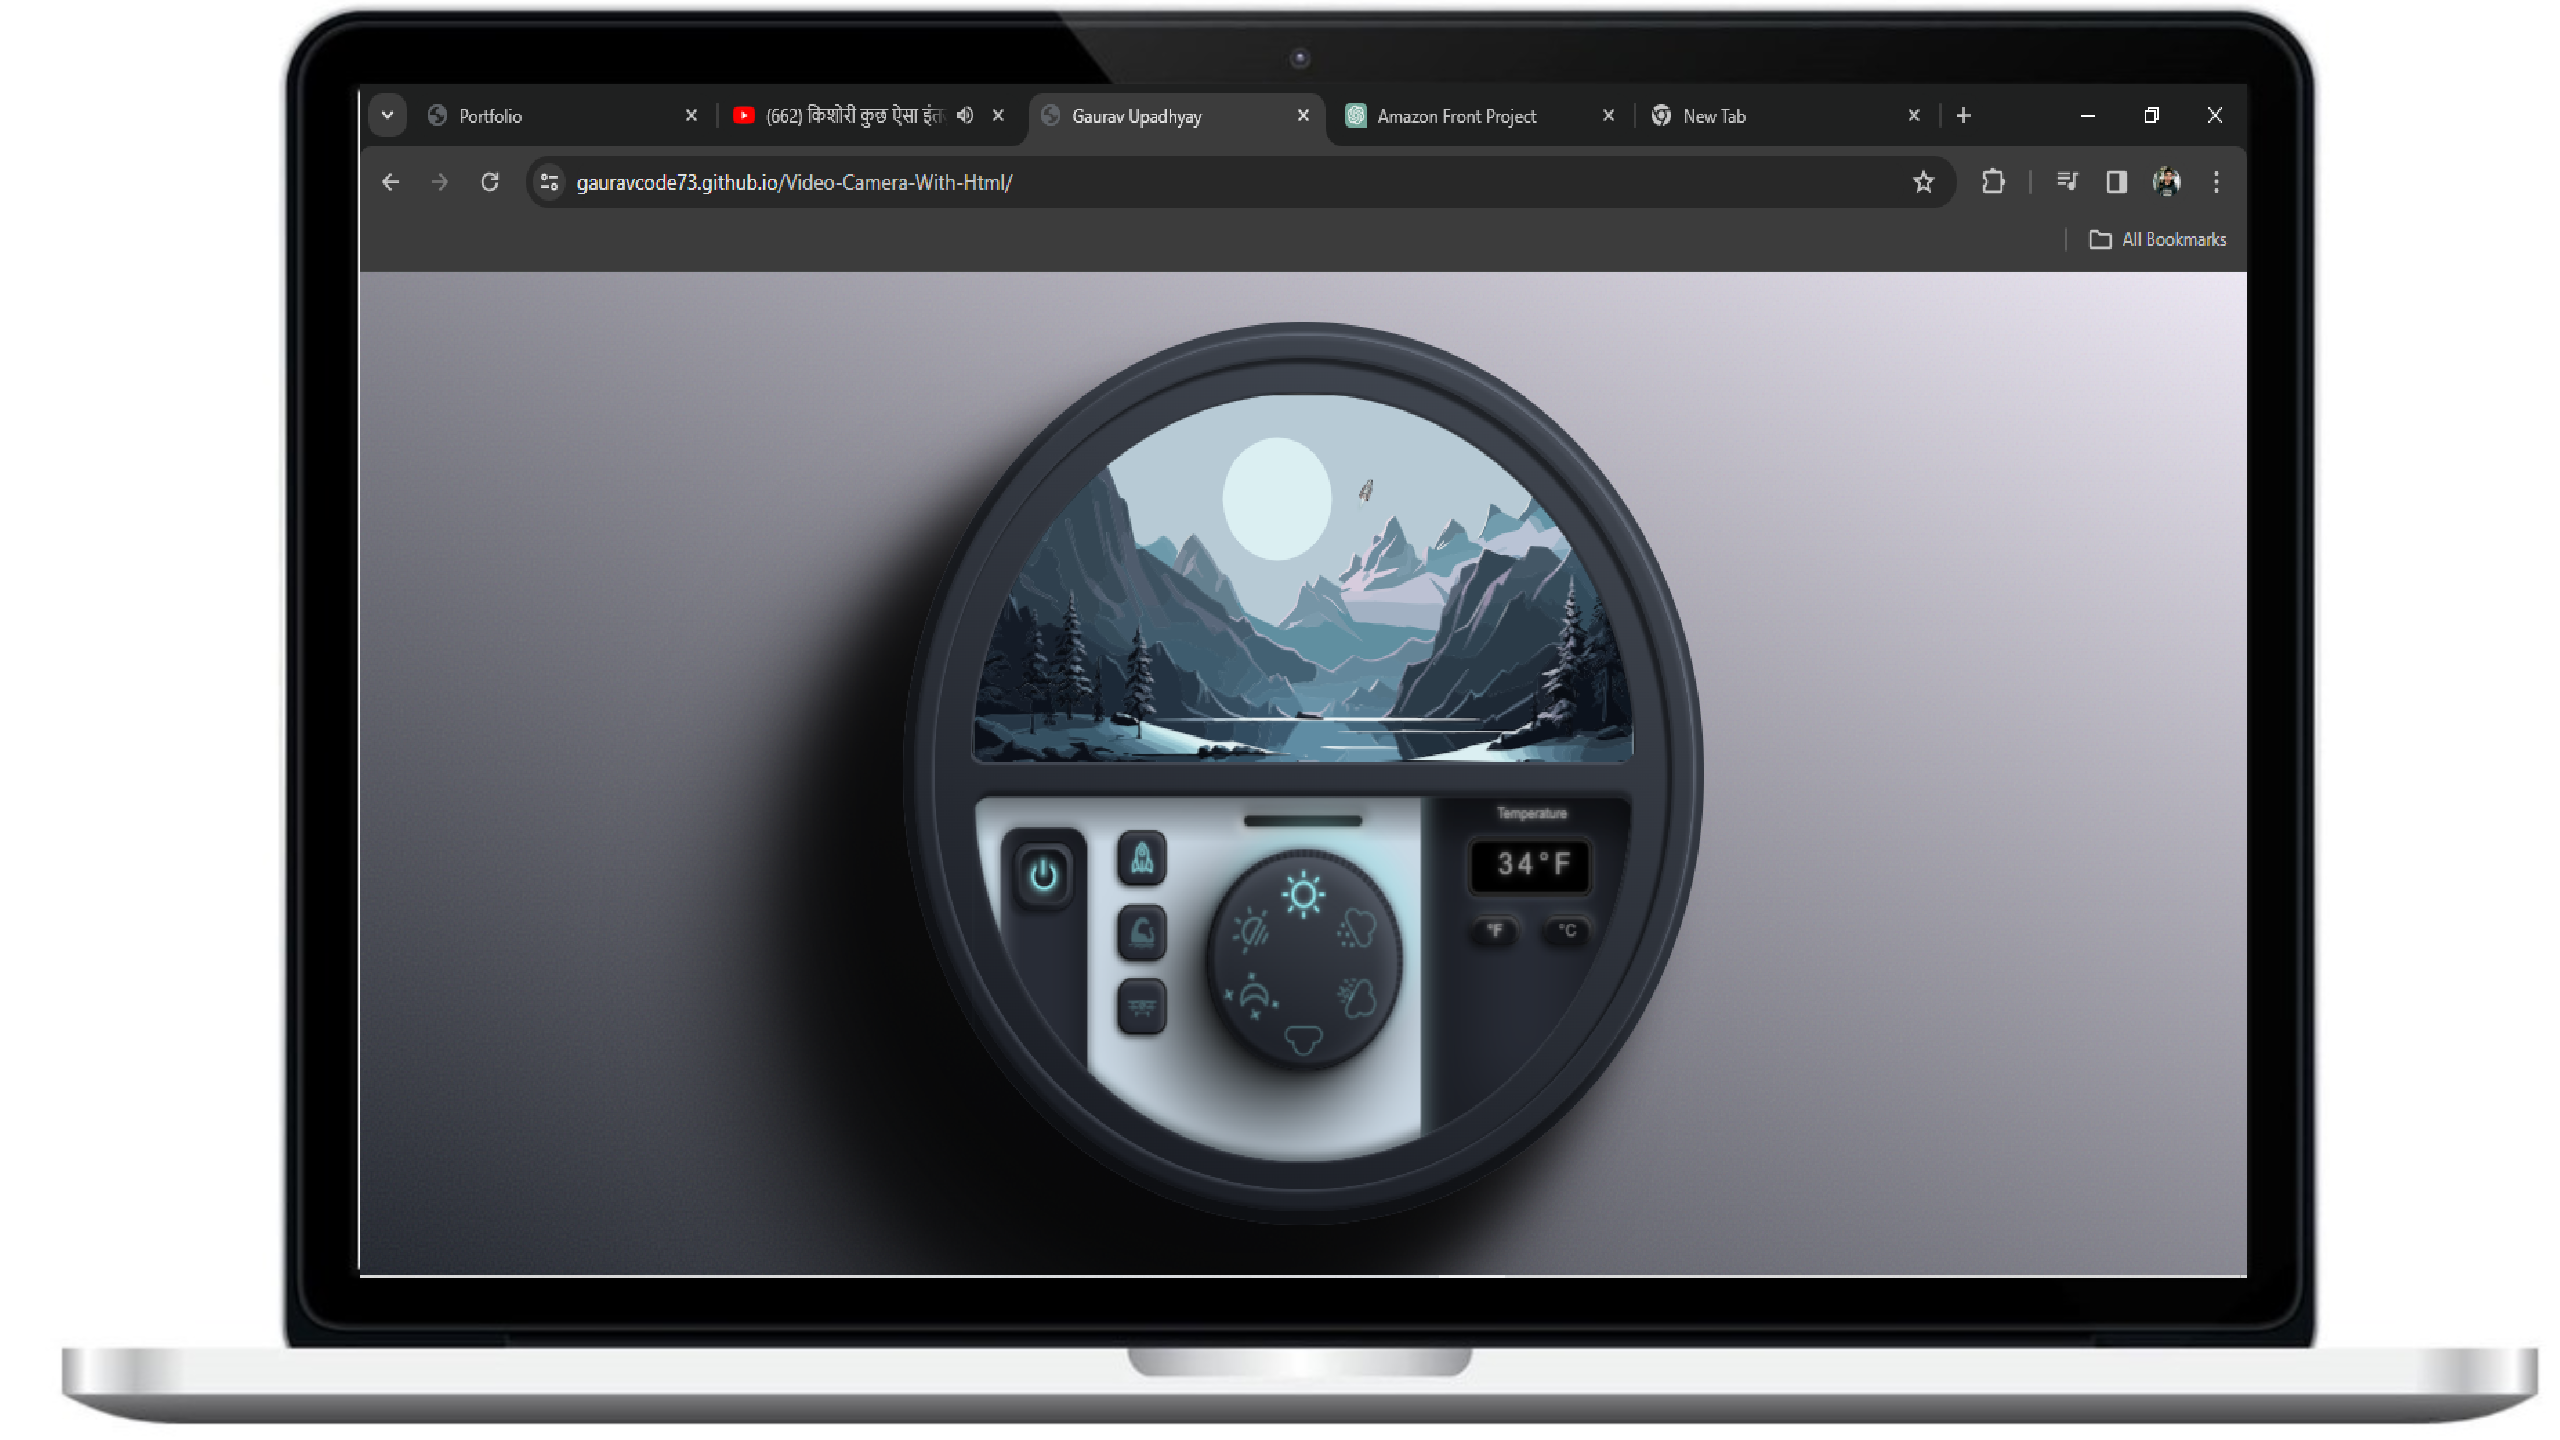 Portfolio
(662) किशोरी कुछ ऐसा इंत
Gaurav Upadhyay
Amazon Front Project
New Tab
gauravcode73.github.io/Video-Camera-With-Html/
All Bookmarks
Temperature
34°F
°F
°C